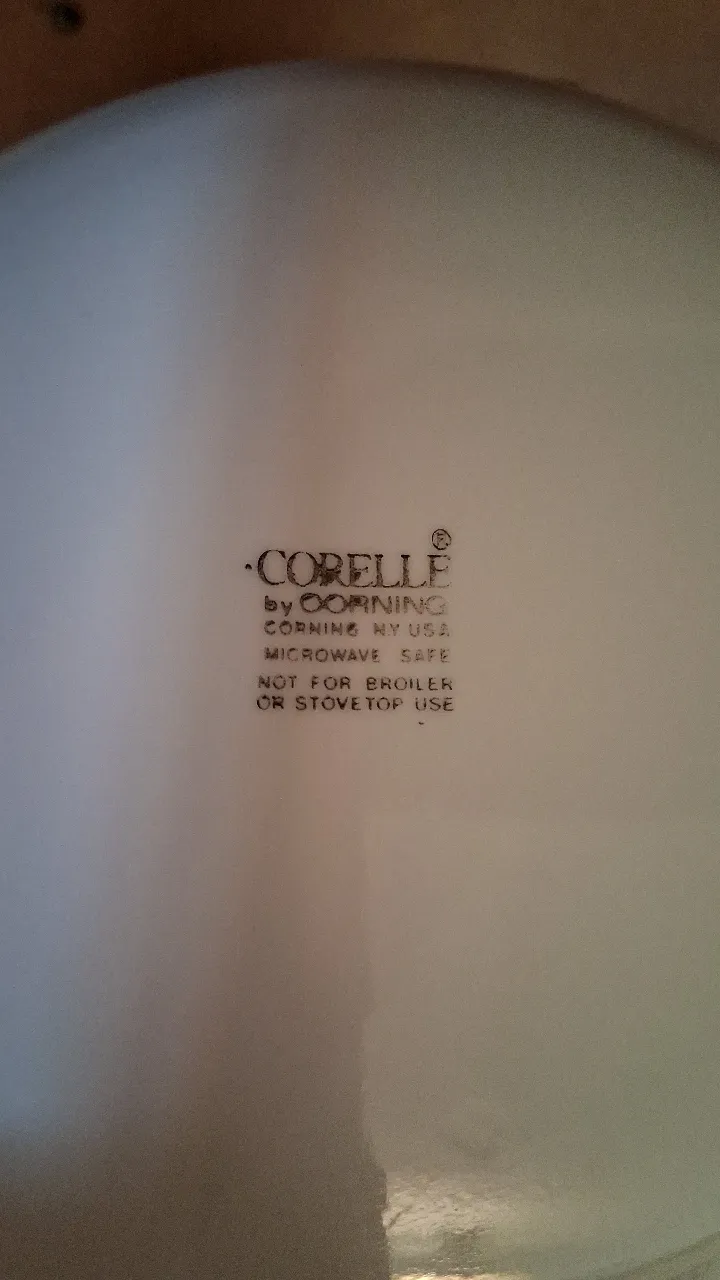 CORELLE®
by CORNING
CORNING NY USA
MICROWAVE SAFE
NOT FOR BROILER
OR STOVETOP USE